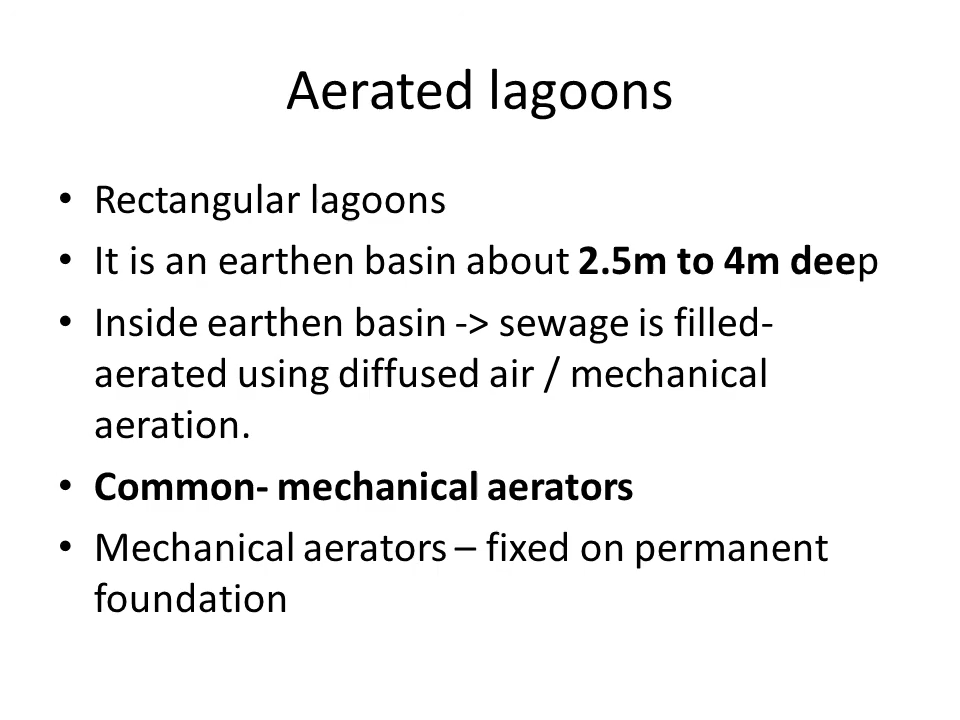 Aerated lagoons
• Rectangular lagoons
• It is an earthen basin about 2.5m to 4m deep
• Inside earthen basin -> sewage is filled-
aerated using diffused air / mechanical
aeration.
• Common- mechanical aerators
• Mechanical aerators – fixed on permanent
foundation